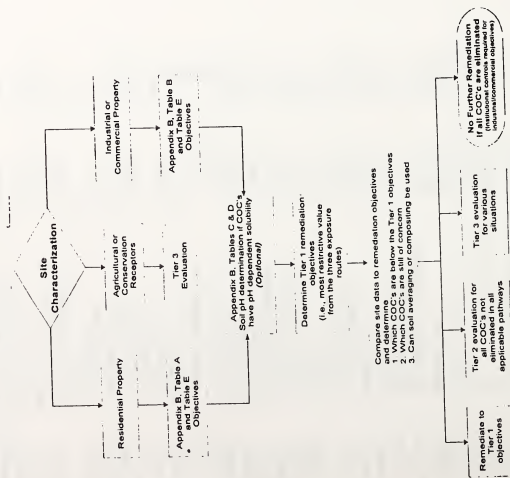 Site
Characterization
Residential Property
Agricultural or
Conservation
Receptors
Industrial or
Commercial Property
Appendix B, Table A
and Table E
Objectives
Tier 3
Evaluation
Appendix B, Table B
and Table E
Objectives
Appendix B, Tables C & D
Soil pH determination if COC's
have pH dependent solubility
(Optional)
Determine Tier 1 remediation
objectives
(i.e., most restrictive value
from the three exposure
routes)
Compare site data to remediation objectives
and determine
1 Which COC's are below the Tier 1 objectives
2. Which COC's are still of concern
3. Can soil averaging or compositing be used
Remediate to
Tier 1
objectives
Tier 2 evaluation for
all COC's not
eliminated in all
applicable pathways
Tier 3 evaluation
for various
situations
No Further Remediation
If all COC's are eliminated
(Institutional controls required for
industrial/commercial objectives)